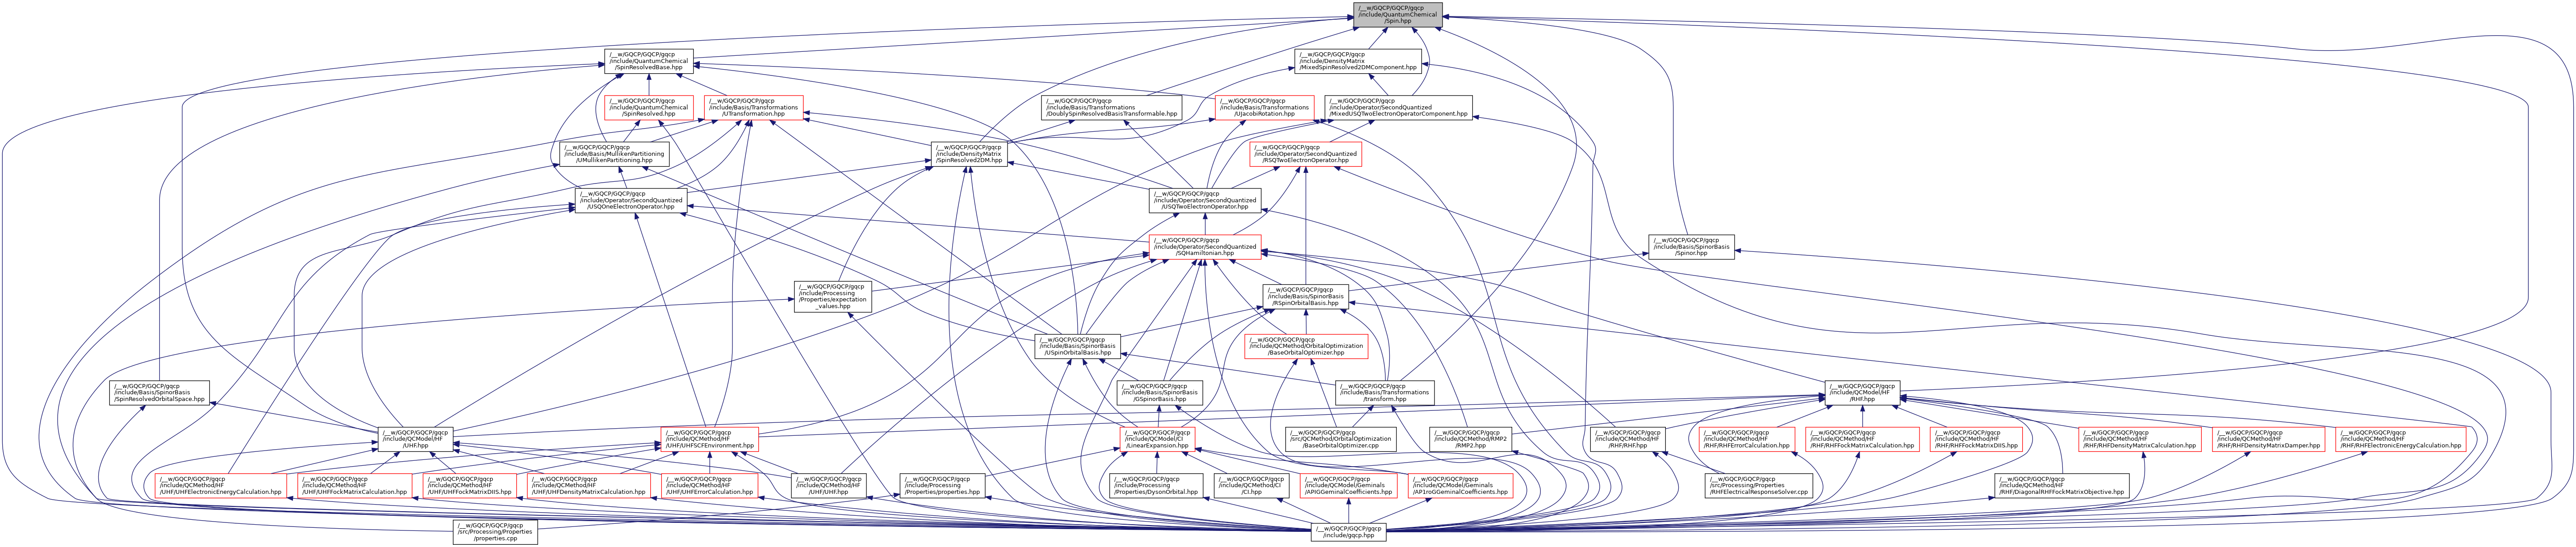 /__w/GQCP/GQCP/gqcp
/include/QuantumChemical
/Spin.hpp
/__w/GQCP/GQCP/gqcp
/include/QuantumChemical
/SpinResolvedBase.hpp
/__w/GQCP/GQCP/gqcp
/include/DensityMatrix
/MixedSpinResolved2DMComponent.hpp
/__w/GQCP/GQCP/gqcp
/include/QuantumChemical
/SpinResolved.hpp
/__w/GQCP/GQCP/gqcp
/include/Basis/Transformations
/UTransformation.hpp
/__w/GQCP/GQCP/gqcp
/include/Basis/Transformations
/DoublySpinResolvedBasisTransformable.hpp
/__w/GQCP/GQCP/gqcp
/include/Basis/Transformations
/UJacobiRotation.hpp
/__w/GQCP/GQCP/gqcp
/include/Operator/SecondQuantized
/MixedUSQTwoElectronOperatorComponent.hpp
/__w/GQCP/GQCP/gqcp
/include/Basis/MullikenPartitioning
/UMullikenPartitioning.hpp
/__w/GQCP/GQCP/gqcp
/include/DensityMatrix
/SpinResolved2DM.hpp
/__w/GQCP/GQCP/gqcp
/include/Operator/SecondQuantized
/RSQTwoElectronOperator.hpp
/__w/GQCP/GQCP/gqcp
/include/Operator/SecondQuantized
/USQOneElectronOperator.hpp
/__w/GQCP/GQCP/gqcp
/include/Operator/SecondQuantized
/USQTwoElectronOperator.hpp
/__w/GQCP/GQCP/gqcp
/include/Operator/SecondQuantized
/SQHamiltonian.hpp
/__w/GQCP/GQCP/gqcp
/include/Basis/SpinorBasis
/Spinor.hpp
/__w/GQCP/GQCP/gqcp
/include/Processing
/Properties/expectation
_values.hpp
/__w/GQCP/GQCP/gqcp
/include/Basis/SpinorBasis
/RSpinOrbitalBasis.hpp
/__w/GQCP/GQCP/gqcp
/include/Basis/SpinorBasis
/USpinOrbitalBasis.hpp
/__w/GQCP/GQCP/gqcp
/include/QCMethod/OrbitalOptimization
/BaseOrbitalOptimizer.hpp
/__w/GQCP/GQCP/gqcp
/include/Basis/SpinorBasis
/SpinResolvedOrbitalSpace.hpp
/__w/GQCP/GQCP/gqcp
/include/Basis/SpinorBasis
/GSpinorBasis.hpp
/__w/GQCP/GQCP/gqcp
/include/Basis/Transformations
/transform.hpp
/__w/GQCP/GQCP/gqcp
/include/QCModel/HF
/RHF.hpp
/__w/GQCP/GQCP/gqcp
/include/QCModel/HF
/UHF.hpp
/__w/GQCP/GQCP/gqcp
/include/QCMethod/HF
/UHF/UHFSCFEnvironment.hpp
/__w/GQCP/GQCP/gqcp
/include/QCModel/CI
/LinearExpansion.hpp
/__w/GQCP/GQCP/gqcp
/src/QCMethod/OrbitalOptimization
/BaseOrbitalOptimizer.cpp
/__w/GQCP/GQCP/gqcp
/include/QCMethod/RMP2
/RMP2.hpp
/__w/GQCP/GQCP/gqcp
/include/QCMethod/HF
/RHF/RHF.hpp
/__w/GQCP/GQCP/gqcp
/include/QCMethod/HF
/RHF/RHFErrorCalculation.hpp
/__w/GQCP/GQCP/gqcp
/include/QCMethod/HF
/RHF/RHFFockMatrixCalculation.hpp
/__w/GQCP/GQCP/gqcp
/include/QCMethod/HF
/RHF/RHFFockMatrixDIIS.hpp
/__w/GQCP/GQCP/gqcp
/include/QCMethod/HF
/RHF/RHFDensityMatrixCalculation.hpp
/__w/GQCP/GQCP/gqcp
/include/QCMethod/HF
/RHF/RHFDensityMatrixDamper.hpp
/__w/GQCP/GQCP/gqcp
/include/QCMethod/HF
/RHF/RHFElectronicEnergyCalculation.hpp
/__w/GQCP/GQCP/gqcp
/include/QCMethod/HF
/UHF/UHFElectronicEnergyCalculation.hpp
/__w/GQCP/GQCP/gqcp
/include/QCMethod/HF
/UHF/UHFFockMatrixCalculation.hpp
/__w/GQCP/GQCP/gqcp
/include/QCMethod/HF
/UHF/UHFFockMatrixDIIS.hpp
/__w/GQCP/GQCP/gqcp
/include/QCMethod/HF
/UHF/UHFDensityMatrixCalculation.hpp
/__w/GQCP/GQCP/gqcp
/include/QCMethod/HF
/UHF/UHFErrorCalculation.hpp
/__w/GQCP/GQCP/gqcp
/include/QCMethod/HF
/UHF/UHF.hpp
/__w/GQCP/GQCP/gqcp
/include/Processing
/Properties/properties.hpp
/__w/GQCP/GQCP/gqcp
/include/Processing
/Properties/DysonOrbital.hpp
/__w/GQCP/GQCP/gqcp
/include/QCMethod/CI
/CI.hpp
/__w/GQCP/GQCP/gqcp
/include/QCModel/Geminals
/APIGGeminalCoefficients.hpp
/__w/GQCP/GQCP/gqcp
/include/QCModel/Geminals
/AP1roGGeminalCoefficients.hpp
/__w/GQCP/GQCP/gqcp
/src/Processing/Properties
/RHFElectricalResponseSolver.cpp
/__w/GQCP/GQCP/gqcp
/include/QCMethod/HF
/RHF/DiagonalRHFFockMatrixObjective.hpp
/__w/GQCP/GQCP/gqcp
/src/Processing/Properties
/properties.cpp
/__w/GQCP/GQCP/gqcp
/include/gqcp.hpp